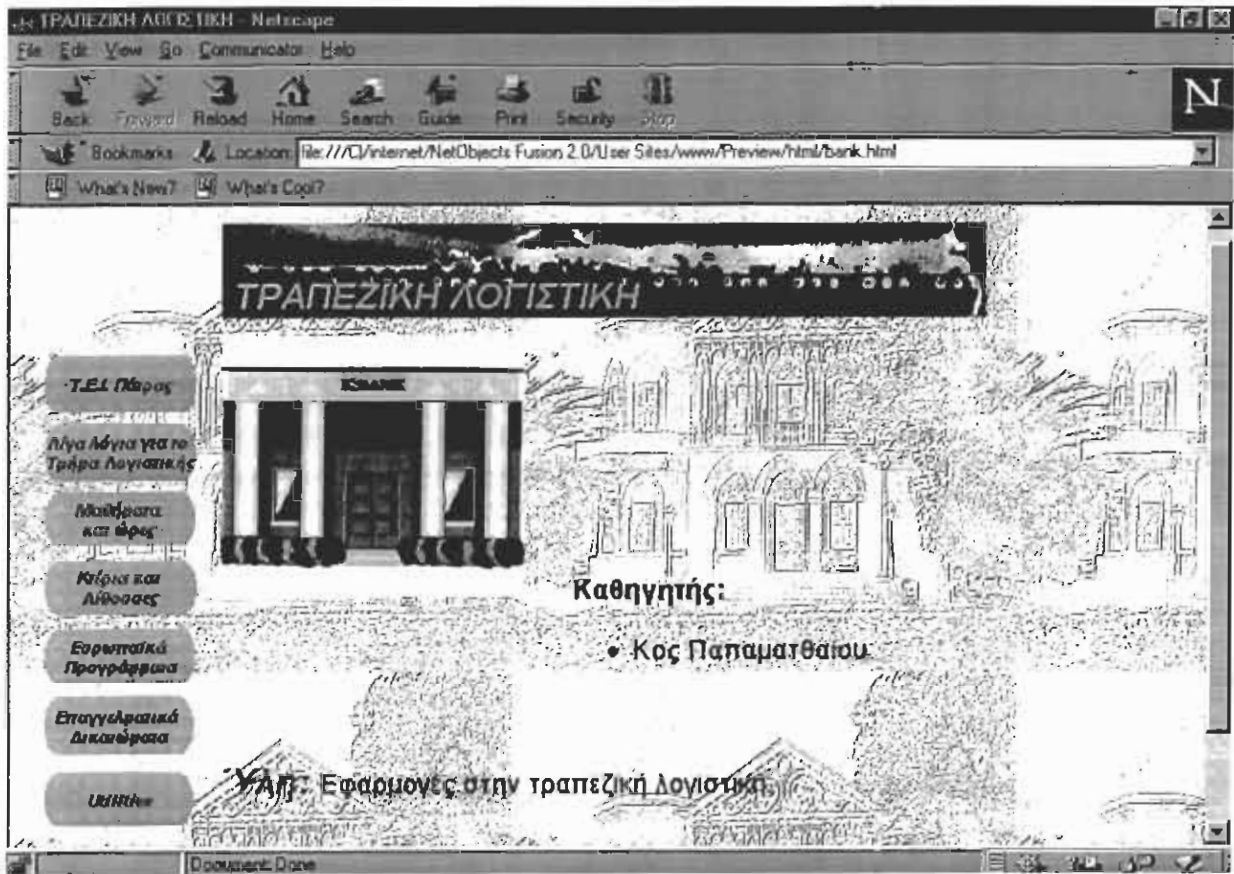 ΤΡΑΠΕΖΙΚΗ ΛΟΓΙΣΤΙΚΗ - Netscape
File Edit View Go Communicator Help
Back Forward Reload Home Search Guide Print Security Stop
Bookmarks Location: file:///C|/internet/NetObjects Fusion 2.0/User Sites/www/Preview/html/bank.html
What's New? What's Cool?
ΤΡΑΠΕΖΙΚΗ ΛΟΓΙΣΤΙΚΗ
Τ.Ε.Ι. Πάτρας
Λίγα Λόγια για το
Τμήμα Λογιστικής
Μαθήματα
και ώρες
Κτήρια και
Αίθουσες
Ευρωπαϊκά
Προγράμματα
Επαγγελματικά
Δικαιώματα
Utilities
BANK
Καθηγητής:
• Κος Παπαματθαίου
Ύλη: Εφαρμογές στην τραπεζική λογιστική.
Document: Done